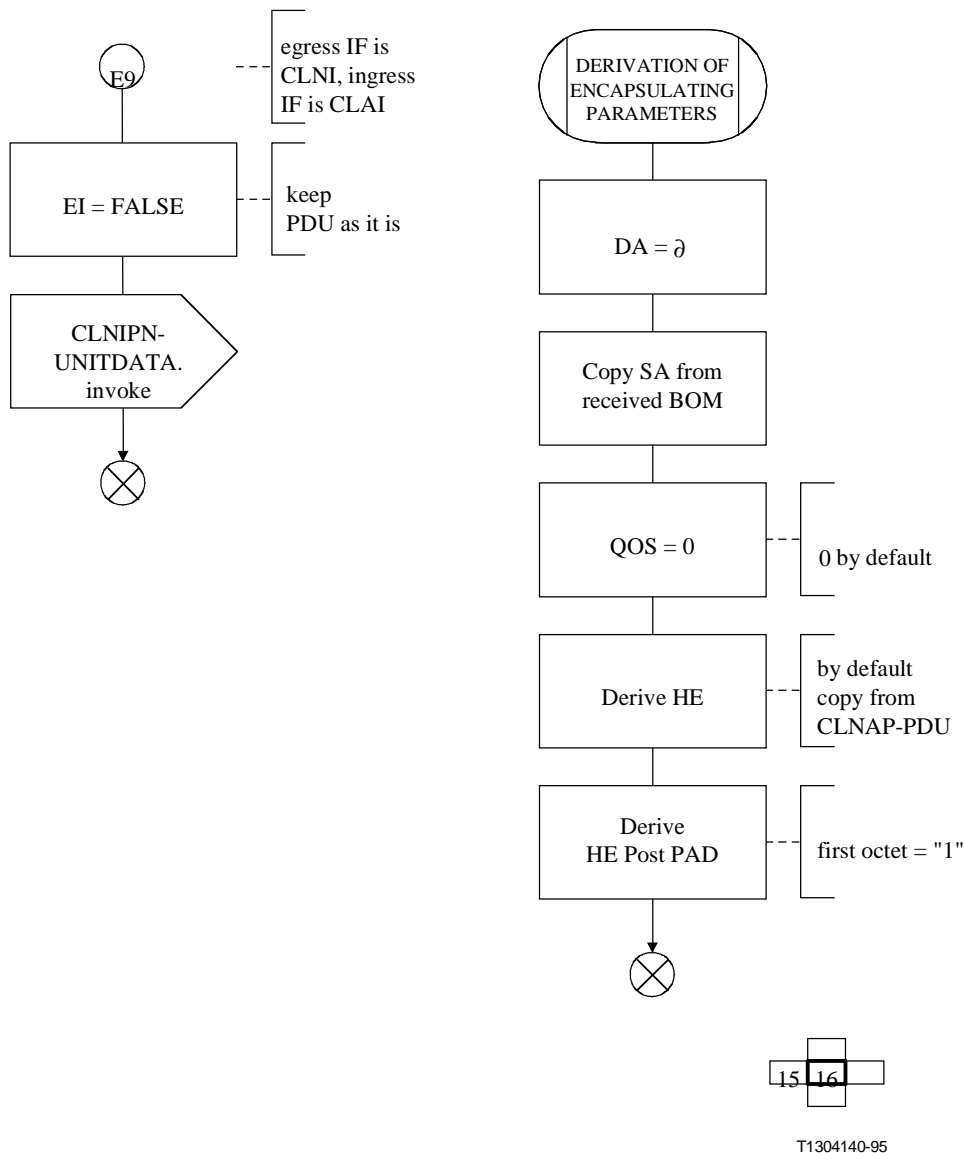 E9
egress IF is
CLNI, ingress
IF is CLAI
EI = FALSE
keep
PDU as it is
CLNIPN-
UNITDATA.
invoke
DERIVATION OF
ENCAPSULATING
PARAMETERS
DA = ∂
Copy SA from
received BOM
QOS = 0
0 by default
Derive HE
by default
copy from
CLNAP-PDU
Derive
HE Post PAD
first octet = "1"
15 16
T1304140-95